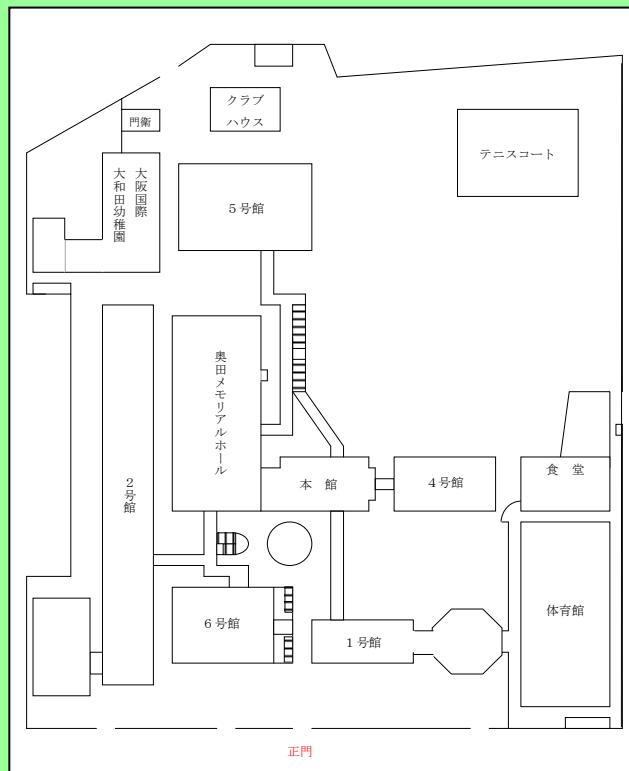 クラブ
ハウス
門衛
テニスコート
大阪国際
大和田幼稚園
５号館
奥田メモリアルホール
２号館
本　館
４号館
食　堂
６号館
１号館
体育館
正門